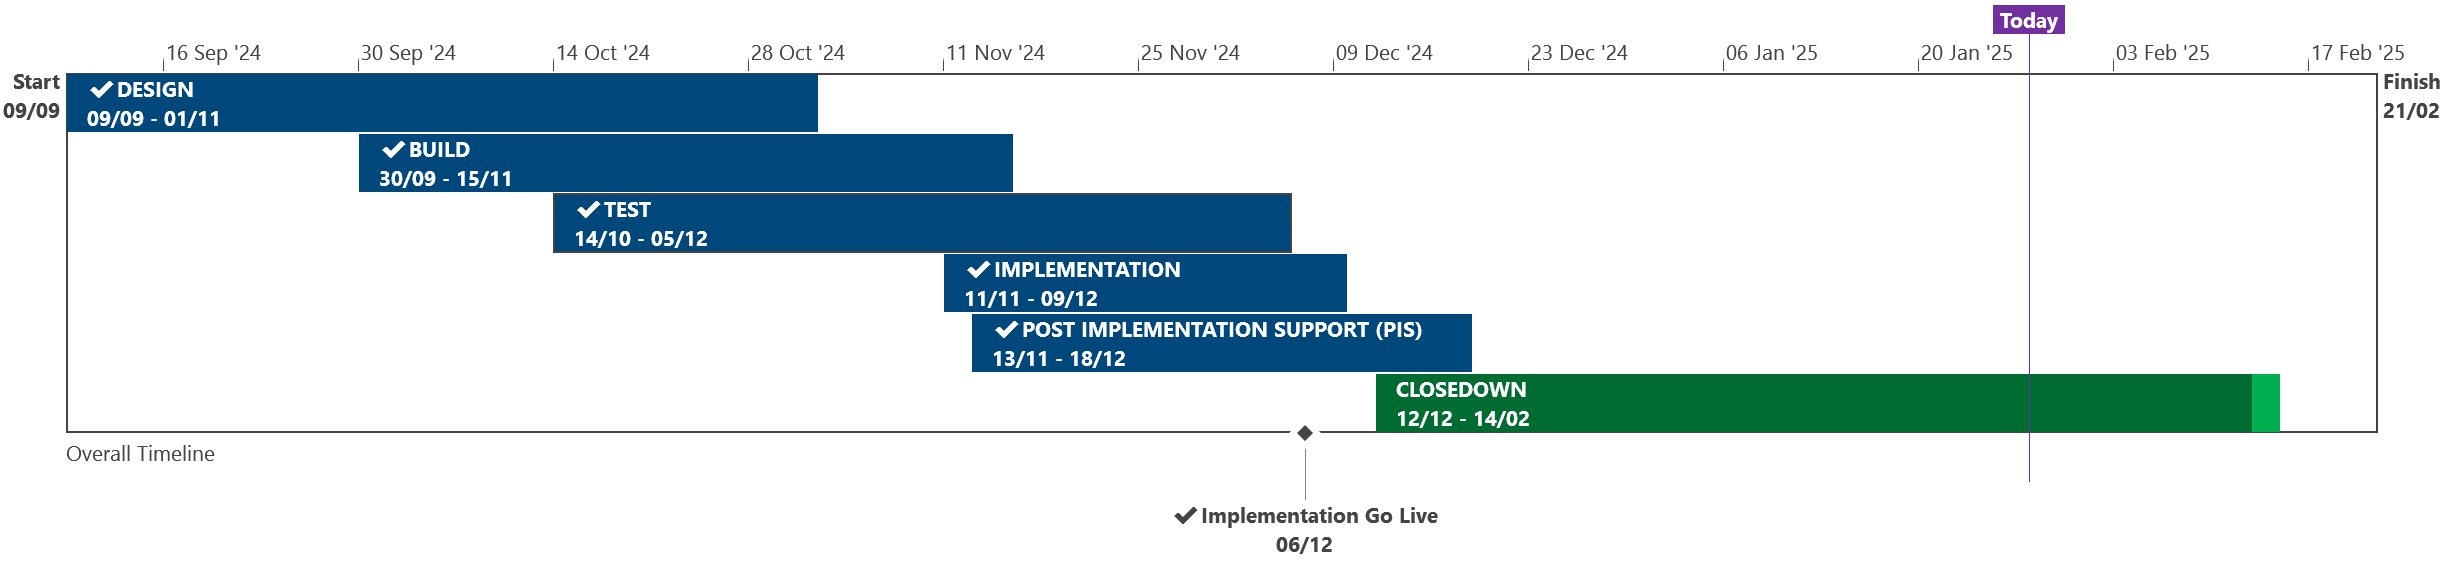 Today
16 Sep '24
30 Sep '24
14 Oct '24
28 Oct '24
11 Nov '24
25 Nov '24
09 Dec '24
23 Dec '24
06 Jan '25
20 Jan '25
03 Feb '25
17 Feb '25
Start
09/09
Finish
21/02
✔DESIGN
09/09 - 01/11
✔BUILD
30/09 - 15/11
✔TEST
14/10 - 05/12
✔IMPLEMENTATION
11/11 - 09/12
✔POST IMPLEMENTATION SUPPORT (PIS)
13/11 - 18/12
CLOSEDOWN
12/12 - 14/02
Overall Timeline
✔Implementation Go Live
06/12